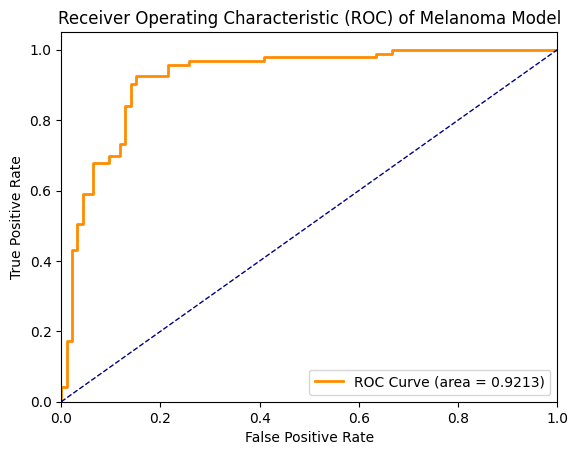 Receiver Operating Characteristic (ROC) of Melanoma Model
1.0
0.8
0.6
0.4
0.2
0.0
True Positive Rate
ROC Curve (area = 0.9213)
0.0 0.2 0.4 0.6 0.8 1.0
False Positive Rate